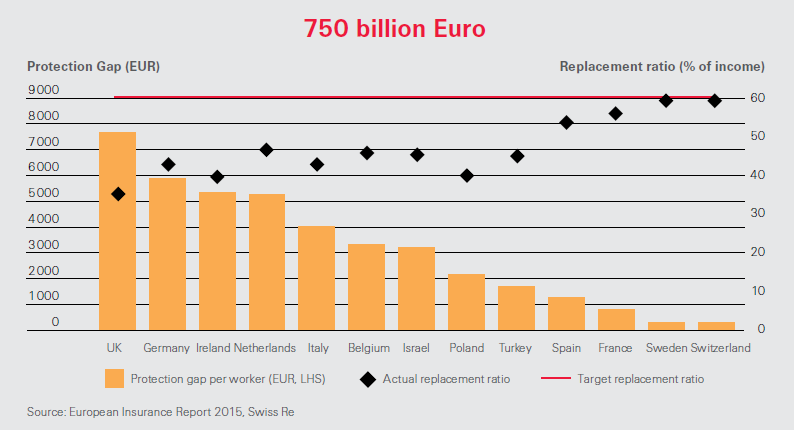 750 billion Euro
Protection Gap (EUR)
Replacement ratio (% of income)
9000
8000
7000
6000
5000
4000
3000
2000
1000
0
60
50
40
30
20
10
0
UK Germany Ireland Netherlands Italy Belgium Israel Poland Turkey Spain France Sweden Switzerland
Protection gap per worker (EUR, LHS) Actual replacement ratio Target replacement ratio
Source: European Insurance Report 2015, Swiss Re